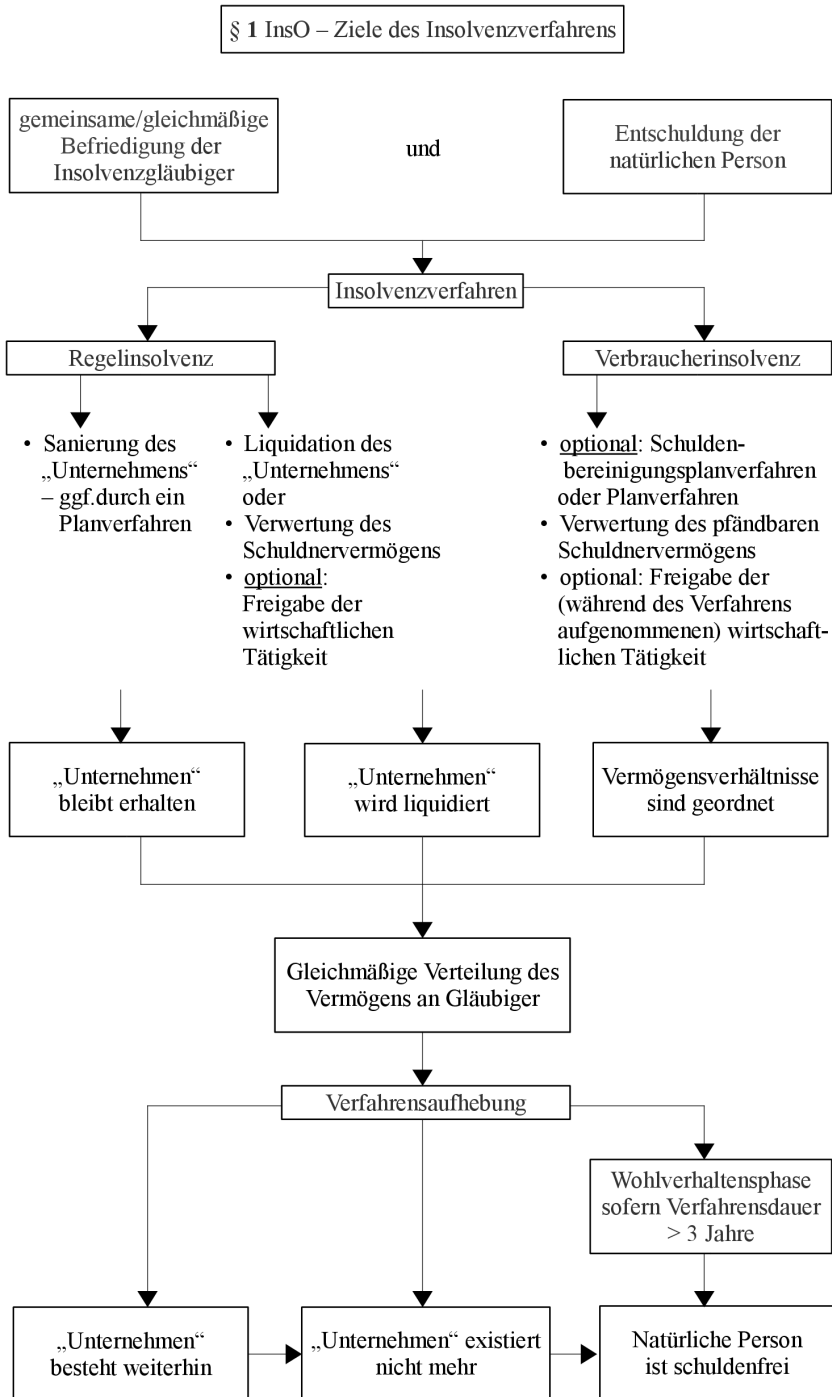 § 1 InsO – Ziele des Insolvenzverfahrens
gemeinsame/gleichmäßige
Befriedigung der
Insolvenzgläubiger
und
Entschuldung der
natürlichen Person
Insolvenzverfahren
Regelinsolvenz
Verbraucherinsolvenz
• Sanierung des
„Unternehmens“
– ggf.durch ein
Planverfahren
• Liquidation des
„Unternehmens“
oder
• Verwertung des
Schuldnervermögens
• optional:
Freigabe der
wirtschaftlichen
Tätigkeit
• optional: Schulden-
bereinigungsplanverfahren
oder Planverfahren
• Verwertung des pfändbaren
Schuldnervermögens
• optional: Freigabe der
(während des Verfahrens
aufgenommenen) wirtschaft-
lichen Tätigkeit
„Unternehmen“
bleibt erhalten
„Unternehmen“
wird liquidiert
Vermögensverhältnisse
sind geordnet
Gleichmäßige Verteilung des
Vermögens an Gläubiger
Verfahrensaufhebung
Wohlverhaltensphase
sofern Verfahrensdauer
> 3 Jahre
„Unternehmen“
besteht weiterhin
„Unternehmen“ existiert
nicht mehr
Natürliche Person
ist schuldenfrei